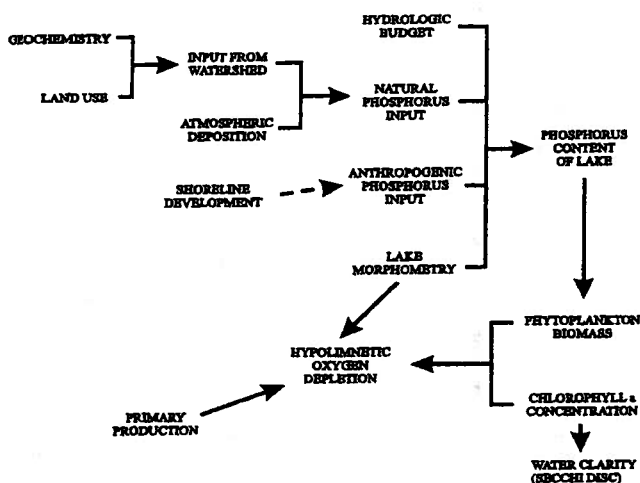 HYDROLOGIC
BUDGET
GEOCHEMISTRY
INPUT FROM
WATERSHED
LAND USE
NATURAL
PHOSPHORUS
INPUT
ATMOSPHERIC
DEPOSITION
PHOSPHORUS
CONTENT
OF LAKE
SHORELINE
DEVELOPMENT
ANTHROPOGENIC
PHOSPHORUS
INPUT
LAKE
MORPHOMETRY
PHYTOPLANKTON
BIOMASS
HYPOLIMNETIC
OXYGEN
DEPLETION
CHLOROPHYLL a
CONCENTRATION
PRIMARY
PRODUCTION
WATER CLARITY
(SECCHI DISC)